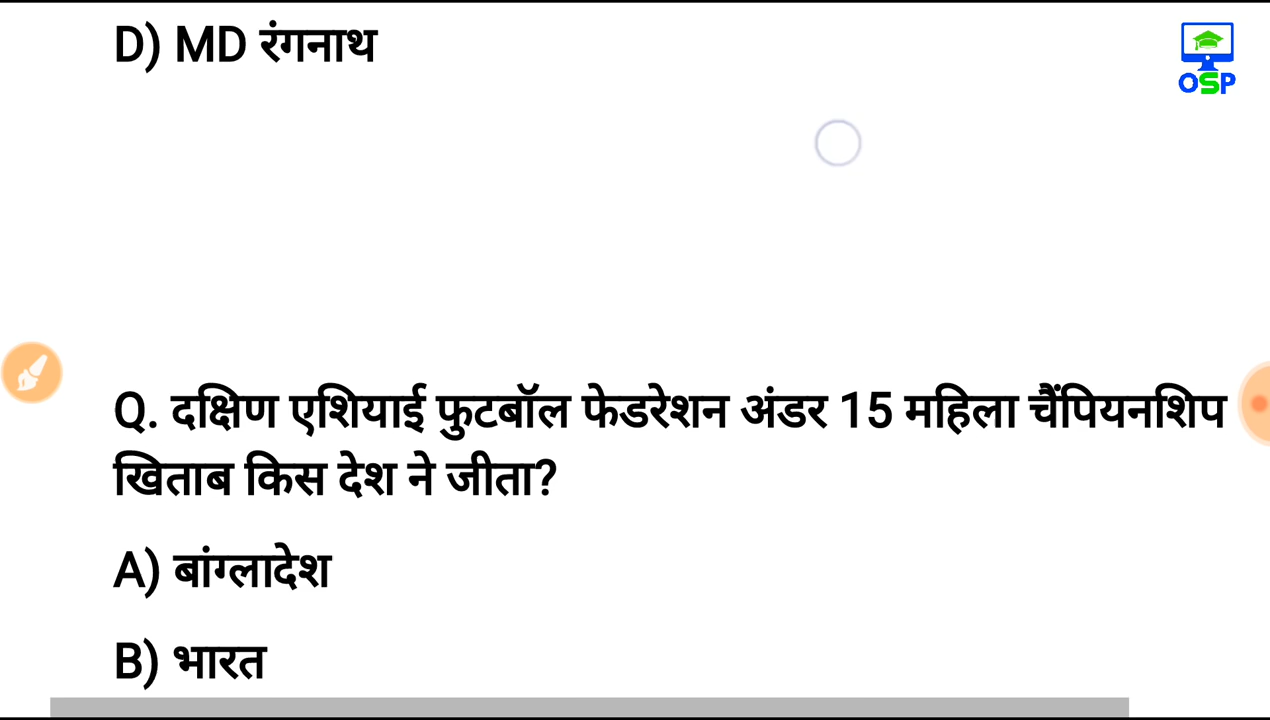 D) MD रंगनाथ
OSP
Q. दक्षिण एशियाई फुटबॉल फेडरेशन अंडर 15 महिला चैंपियनशिप
खिताब किस देश ने जीता?
A) बांग्लादेश
B) भारत